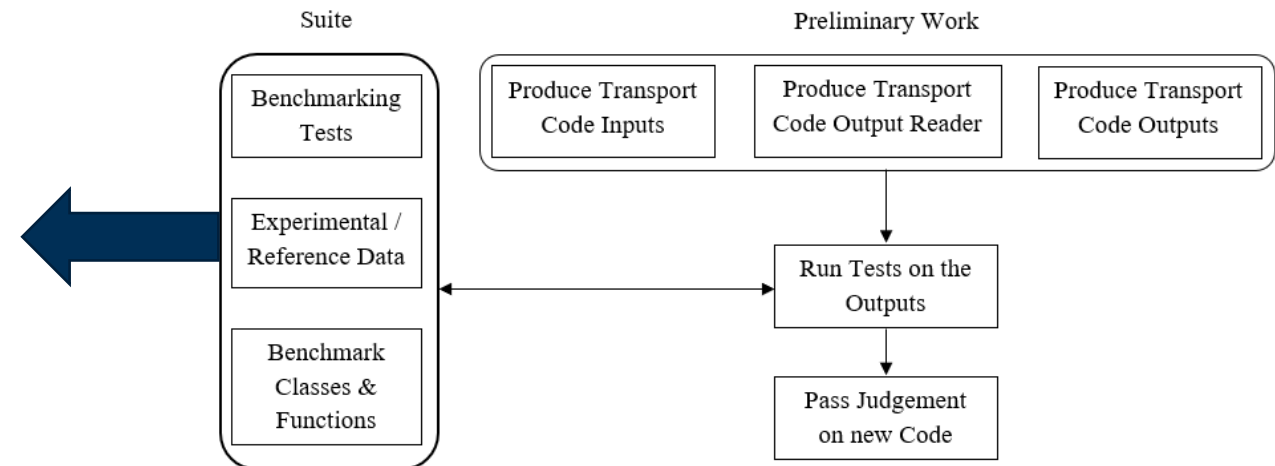 Suite
Benchmarking
Tests
Experimental /
Reference Data
Benchmark
Classes &
Functions
Preliminary Work
Produce Transport
Code Inputs
Produce Transport
Code Output Reader
Produce Transport
Code Outputs
Run Tests on the
Outputs
Pass Judgement
on new Code